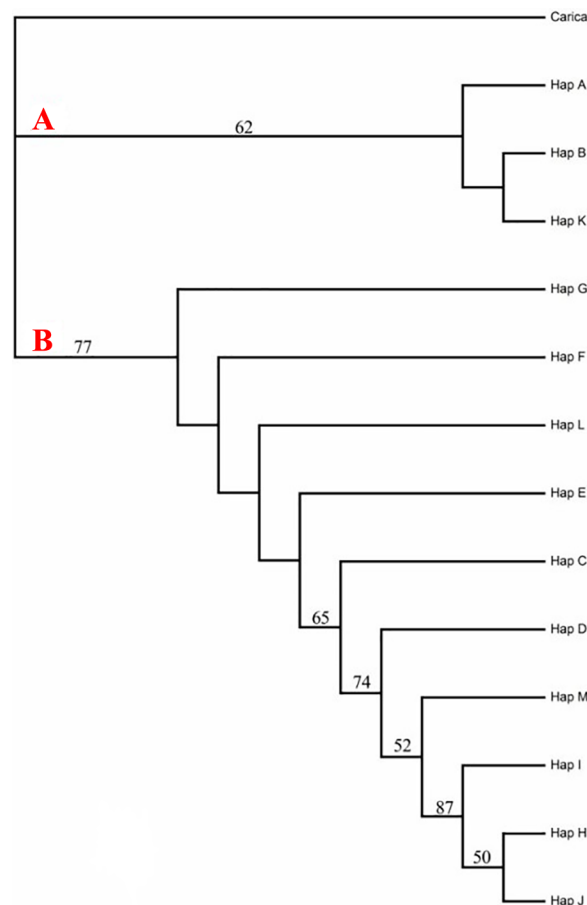 Carica
Hap A
A
62
Hap B
Hap K
Hap G
B
77
Hap F
Hap L
Hap E
Hap C
65
Hap D
74
Hap M
52
Hap I
87
Hap H
50
Hap J